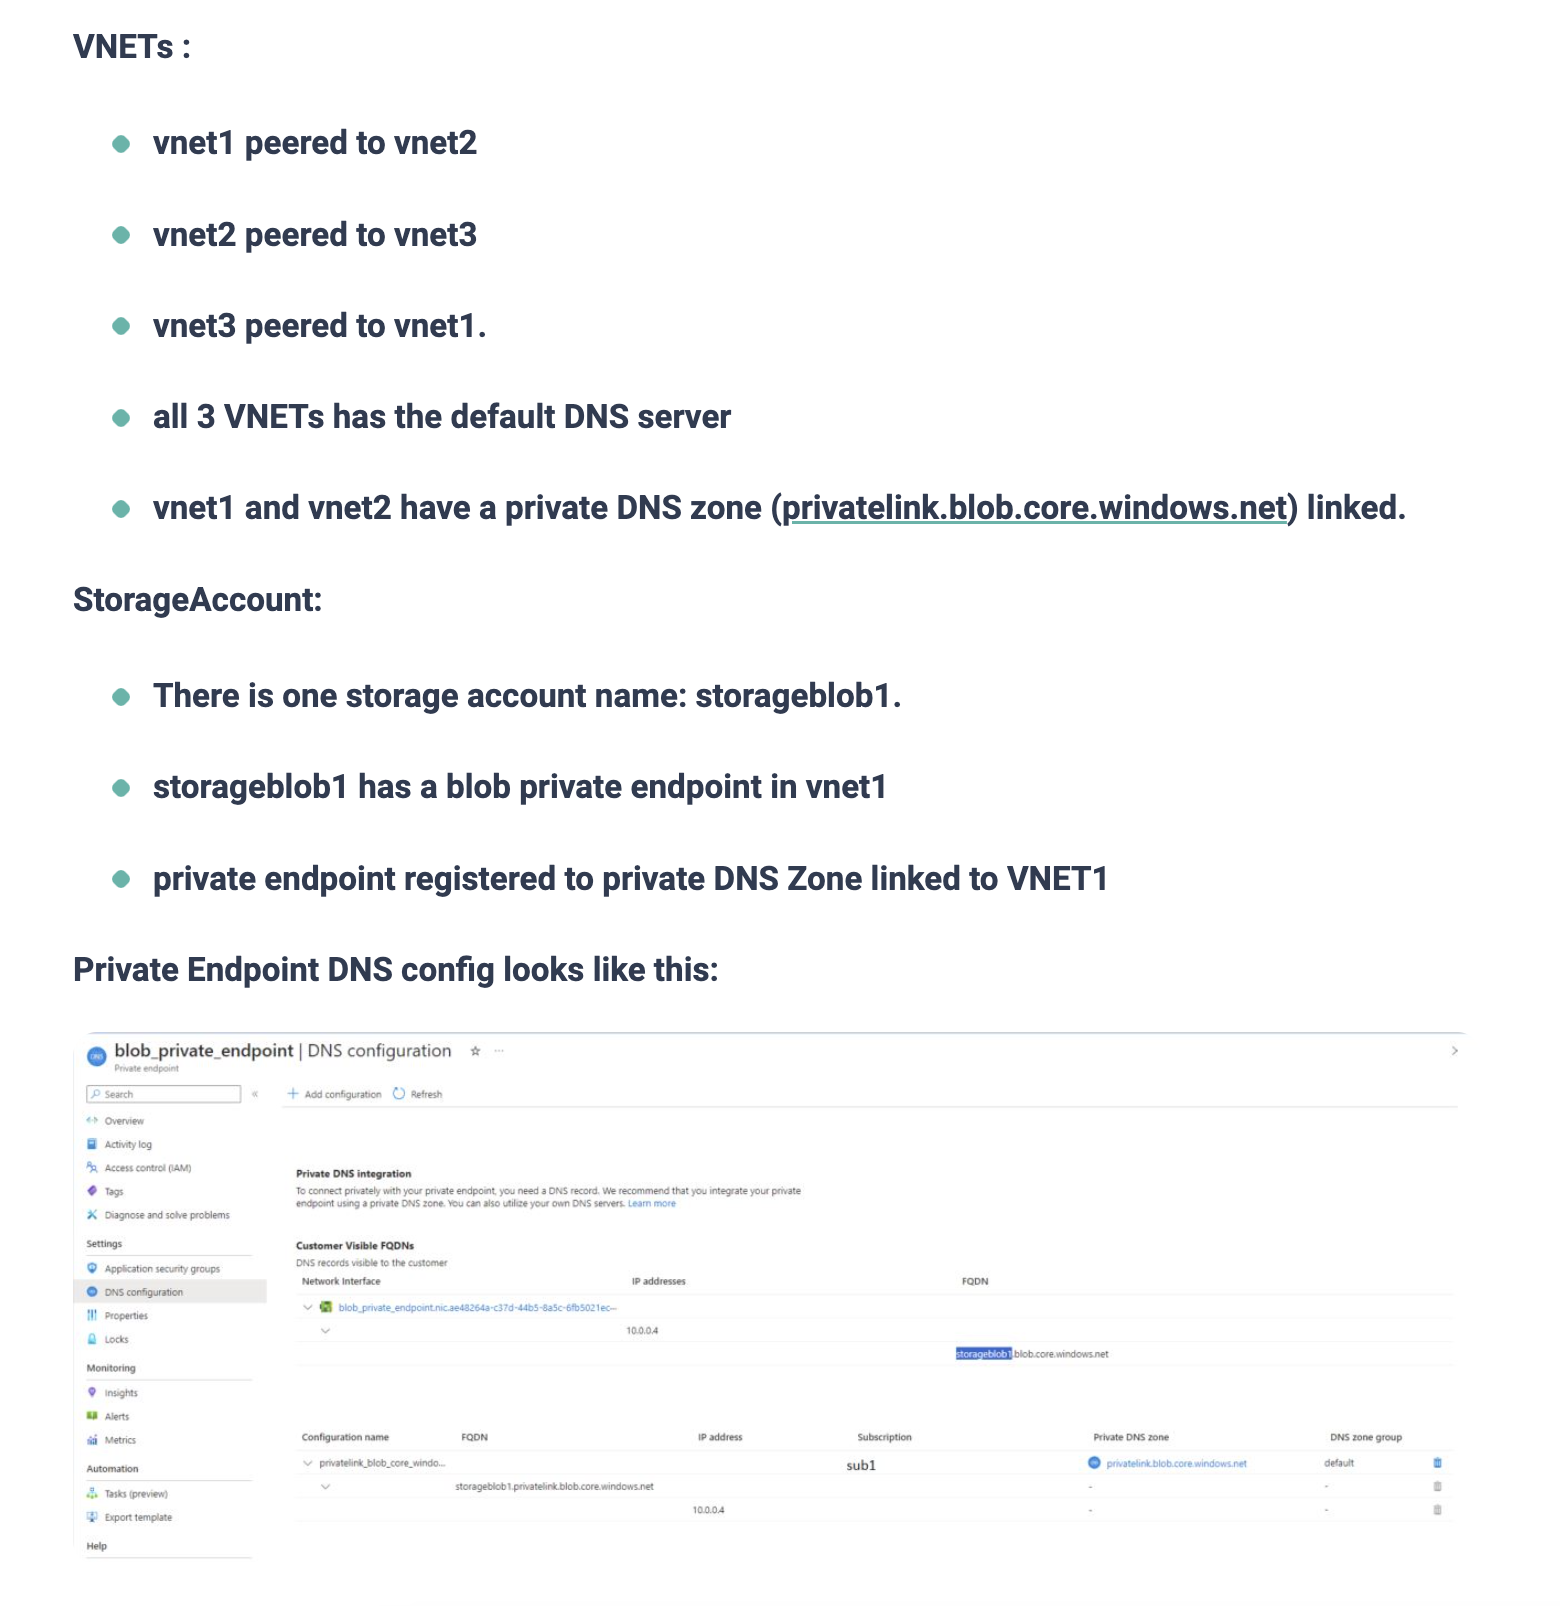 VNETs :
vnet1 peered to vnet2
vnet2 peered to vnet3
vnet3 peered to vnet1.
all 3 VNETs has the default DNS server
vnet1 and vnet2 have a private DNS zone (privatelink.blob.core.windows.net) linked.
StorageAccount:
There is one storage account name: storageblob1.
storageblob1 has a blob private endpoint in vnet1
private endpoint registered to private DNS Zone linked to VNET1
Private Endpoint DNS config looks like this:
blob_private_endpoint | DNS configuration
Private endpoint
Search
Add configuration Refresh
Overview
Activity log
Access control (IAM)
Tags
Diagnose and solve problems
Settings
Application security groups
DNS configuration
Properties
Locks
Monitoring
Insights
Alerts
Metrics
Automation
Tasks (preview)
Export template
Help
Private DNS integration
To connect privately with your private endpoint, you need a DNS record. We recommend that you integrate your private
endpoint using a private DNS zone. You can also utilize your own DNS servers. Learn more
Customer Visible FQDNs
DNS records visible to the customer
Network Interface IP addresses FQDN
blob_private_endpoint.nic.ae48264a-c37d-44b5-8a5c-6fb5021ec—
10.0.0.4
storageblob1.blob.core.windows.net
Configuration name FQDN IP address Subscription Private DNS zone DNS zone group
privatelink_blob_core_windo... sub1 privatelink.blob.core.windows.net default
storageblob1.privatelink.blob.core.windows.net - -
10.0.0.4 - -